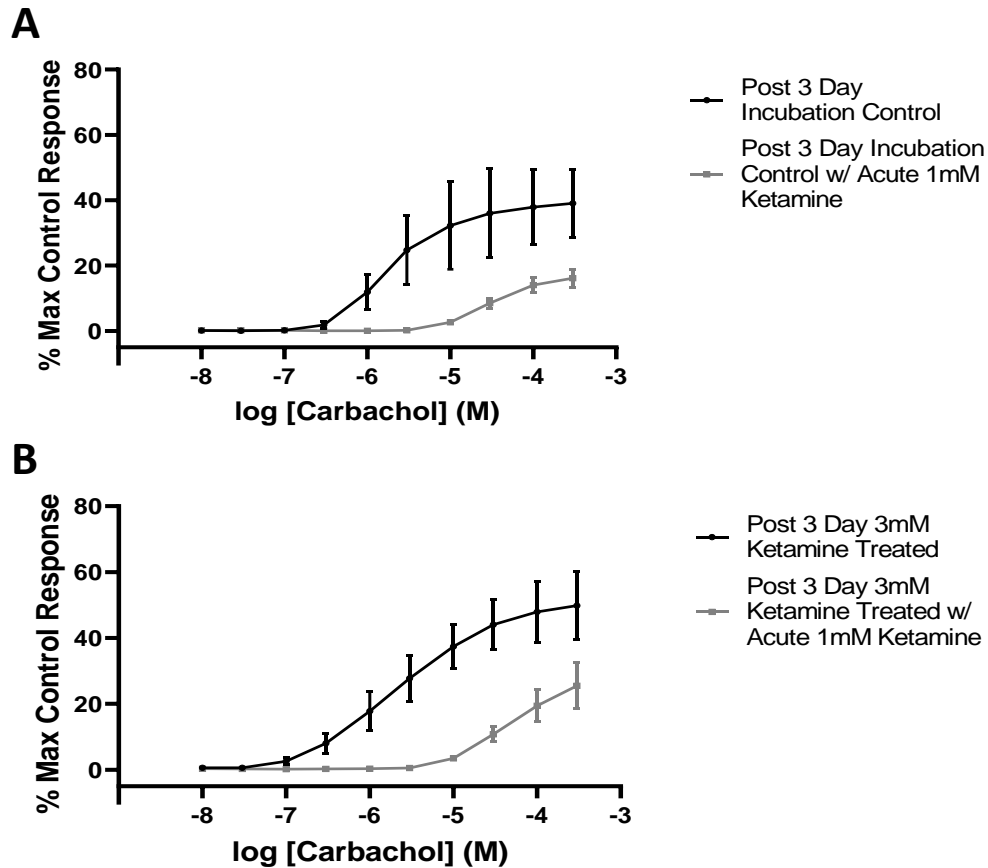 A
% Max Control Response
80
60
40
20
0
-8
-7
-6
-5
-4
-3
log [Carbachol] (M)
Post 3 Day
Incubation Control
Post 3 Day Incubation
Control w/ Acute 1mM
Ketamine
B
% Max Control Response
80
60
40
20
0
-8
-7
-6
-5
-4
-3
log [Carbachol] (M)
Post 3 Day 3mM
Ketamine Treated
Post 3 Day 3mM
Ketamine Treated w/
Acute 1mM Ketamine